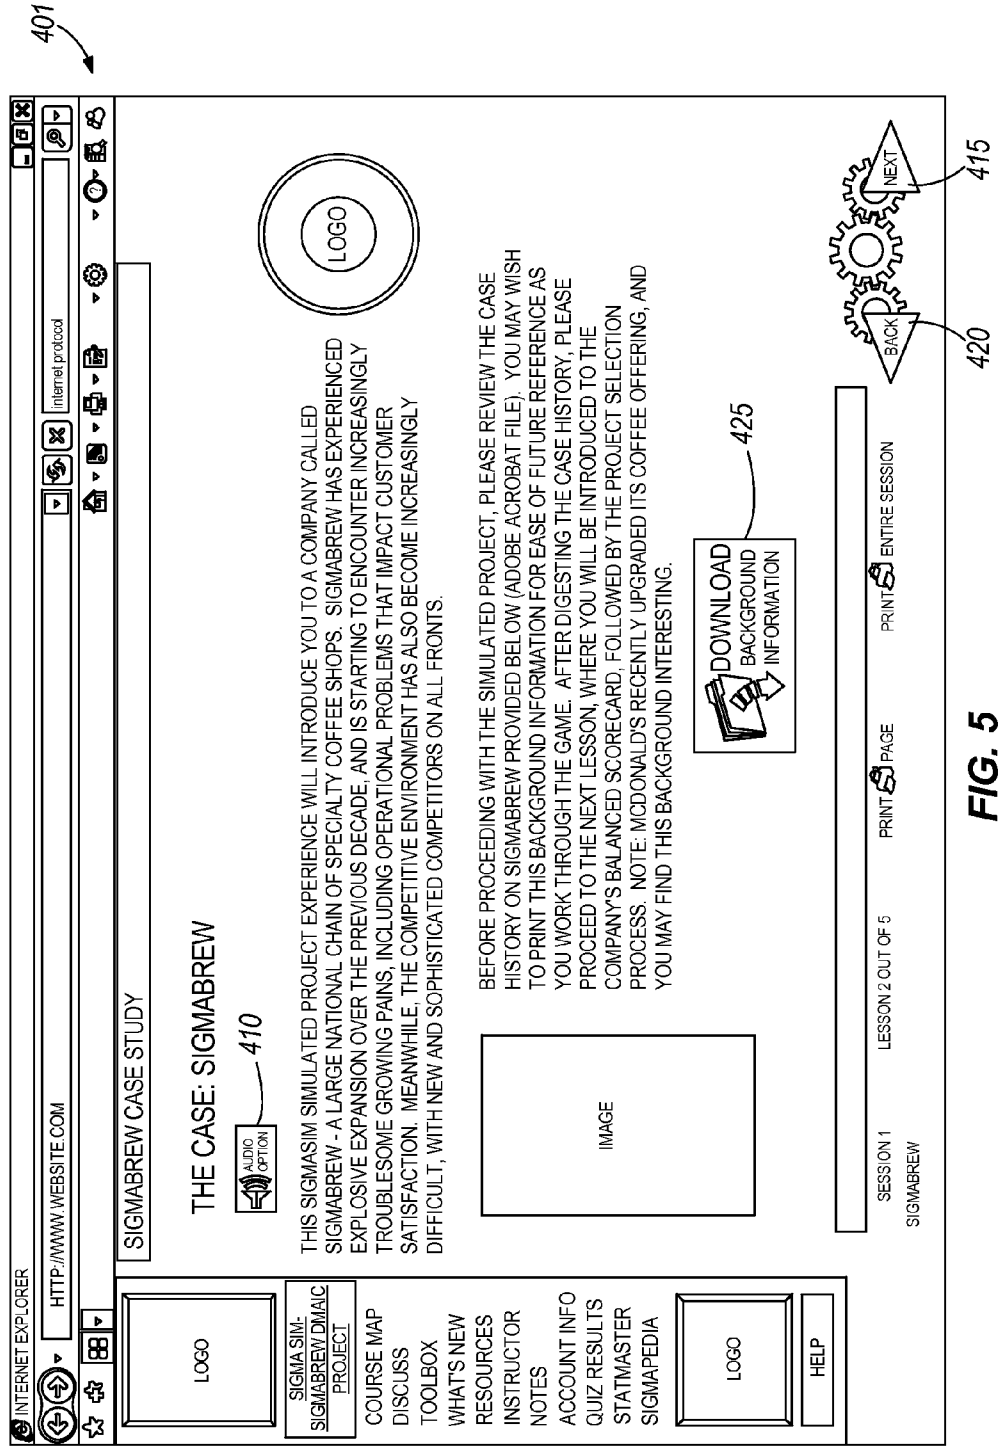 401
INTERNET EXPLORER
HTTP://WWW.WEBSITE.COM
internet protocol
LOGO
SIGMA SIM-
SIGMABREW DMAIC
PROJECT
COURSE MAP
DISCUSS
TOOLBOX
WHAT'S NEW
RESOURCES
INSTRUCTOR
NOTES
ACCOUNT INFO
QUIZ RESULTS
STATMASTER
SIGMAPEDIA
LOGO
HELP
SIGMABREW CASE STUDY
THE CASE: SIGMABREW
AUDIO
OPTION
410
LOGO
THIS SIGMASIM SIMULATED PROJECT EXPERIENCE WILL INTRODUCE YOU TO A COMPANY CALLED
SIGMABREW - A LARGE NATIONAL CHAIN OF SPECIALTY COFFEE SHOPS. SIGMABREW HAS EXPERIENCED
EXPLOSIVE EXPANSION OVER THE PREVIOUS DECADE, AND IS STARTING TO ENCOUNTER INCREASINGLY
TROUBLESOME GROWING PAINS, INCLUDING OPERATIONAL PROBLEMS THAT IMPACT CUSTOMER
SATISFACTION. MEANWHILE, THE COMPETITIVE ENVIRONMENT HAS ALSO BECOME INCREASINGLY
DIFFICULT, WITH NEW AND SOPHISTICATED COMPETITORS ON ALL FRONTS.
IMAGE
BEFORE PROCEEDING WITH THE SIMULATED PROJECT, PLEASE REVIEW THE CASE
HISTORY ON SIGMABREW PROVIDED BELOW (ADOBE ACROBAT FILE). YOU MAY WISH
TO PRINT THIS BACKGROUND INFORMATION FOR EASE OF FUTURE REFERENCE AS
YOU WORK THROUGH THE GAME. AFTER DIGESTING THE CASE HISTORY, PLEASE
PROCEED TO THE NEXT LESSON, WHERE YOU WILL BE INTRODUCED TO THE
COMPANY'S BALANCED SCORECARD, FOLLOWED BY THE PROJECT SELECTION
PROCESS. NOTE: MCDONALD'S RECENTLY UPGRADED ITS COFFEE OFFERING, AND
YOU MAY FIND THIS BACKGROUND INTERESTING.
DOWNLOAD
BACKGROUND
INFORMATION
425
SESSION 1
LESSON 2 OUT OF 5
PRINT PAGE
PRINT ENTIRE SESSION
SIGMABREW
BACK
NEXT
420
415
FIG. 5